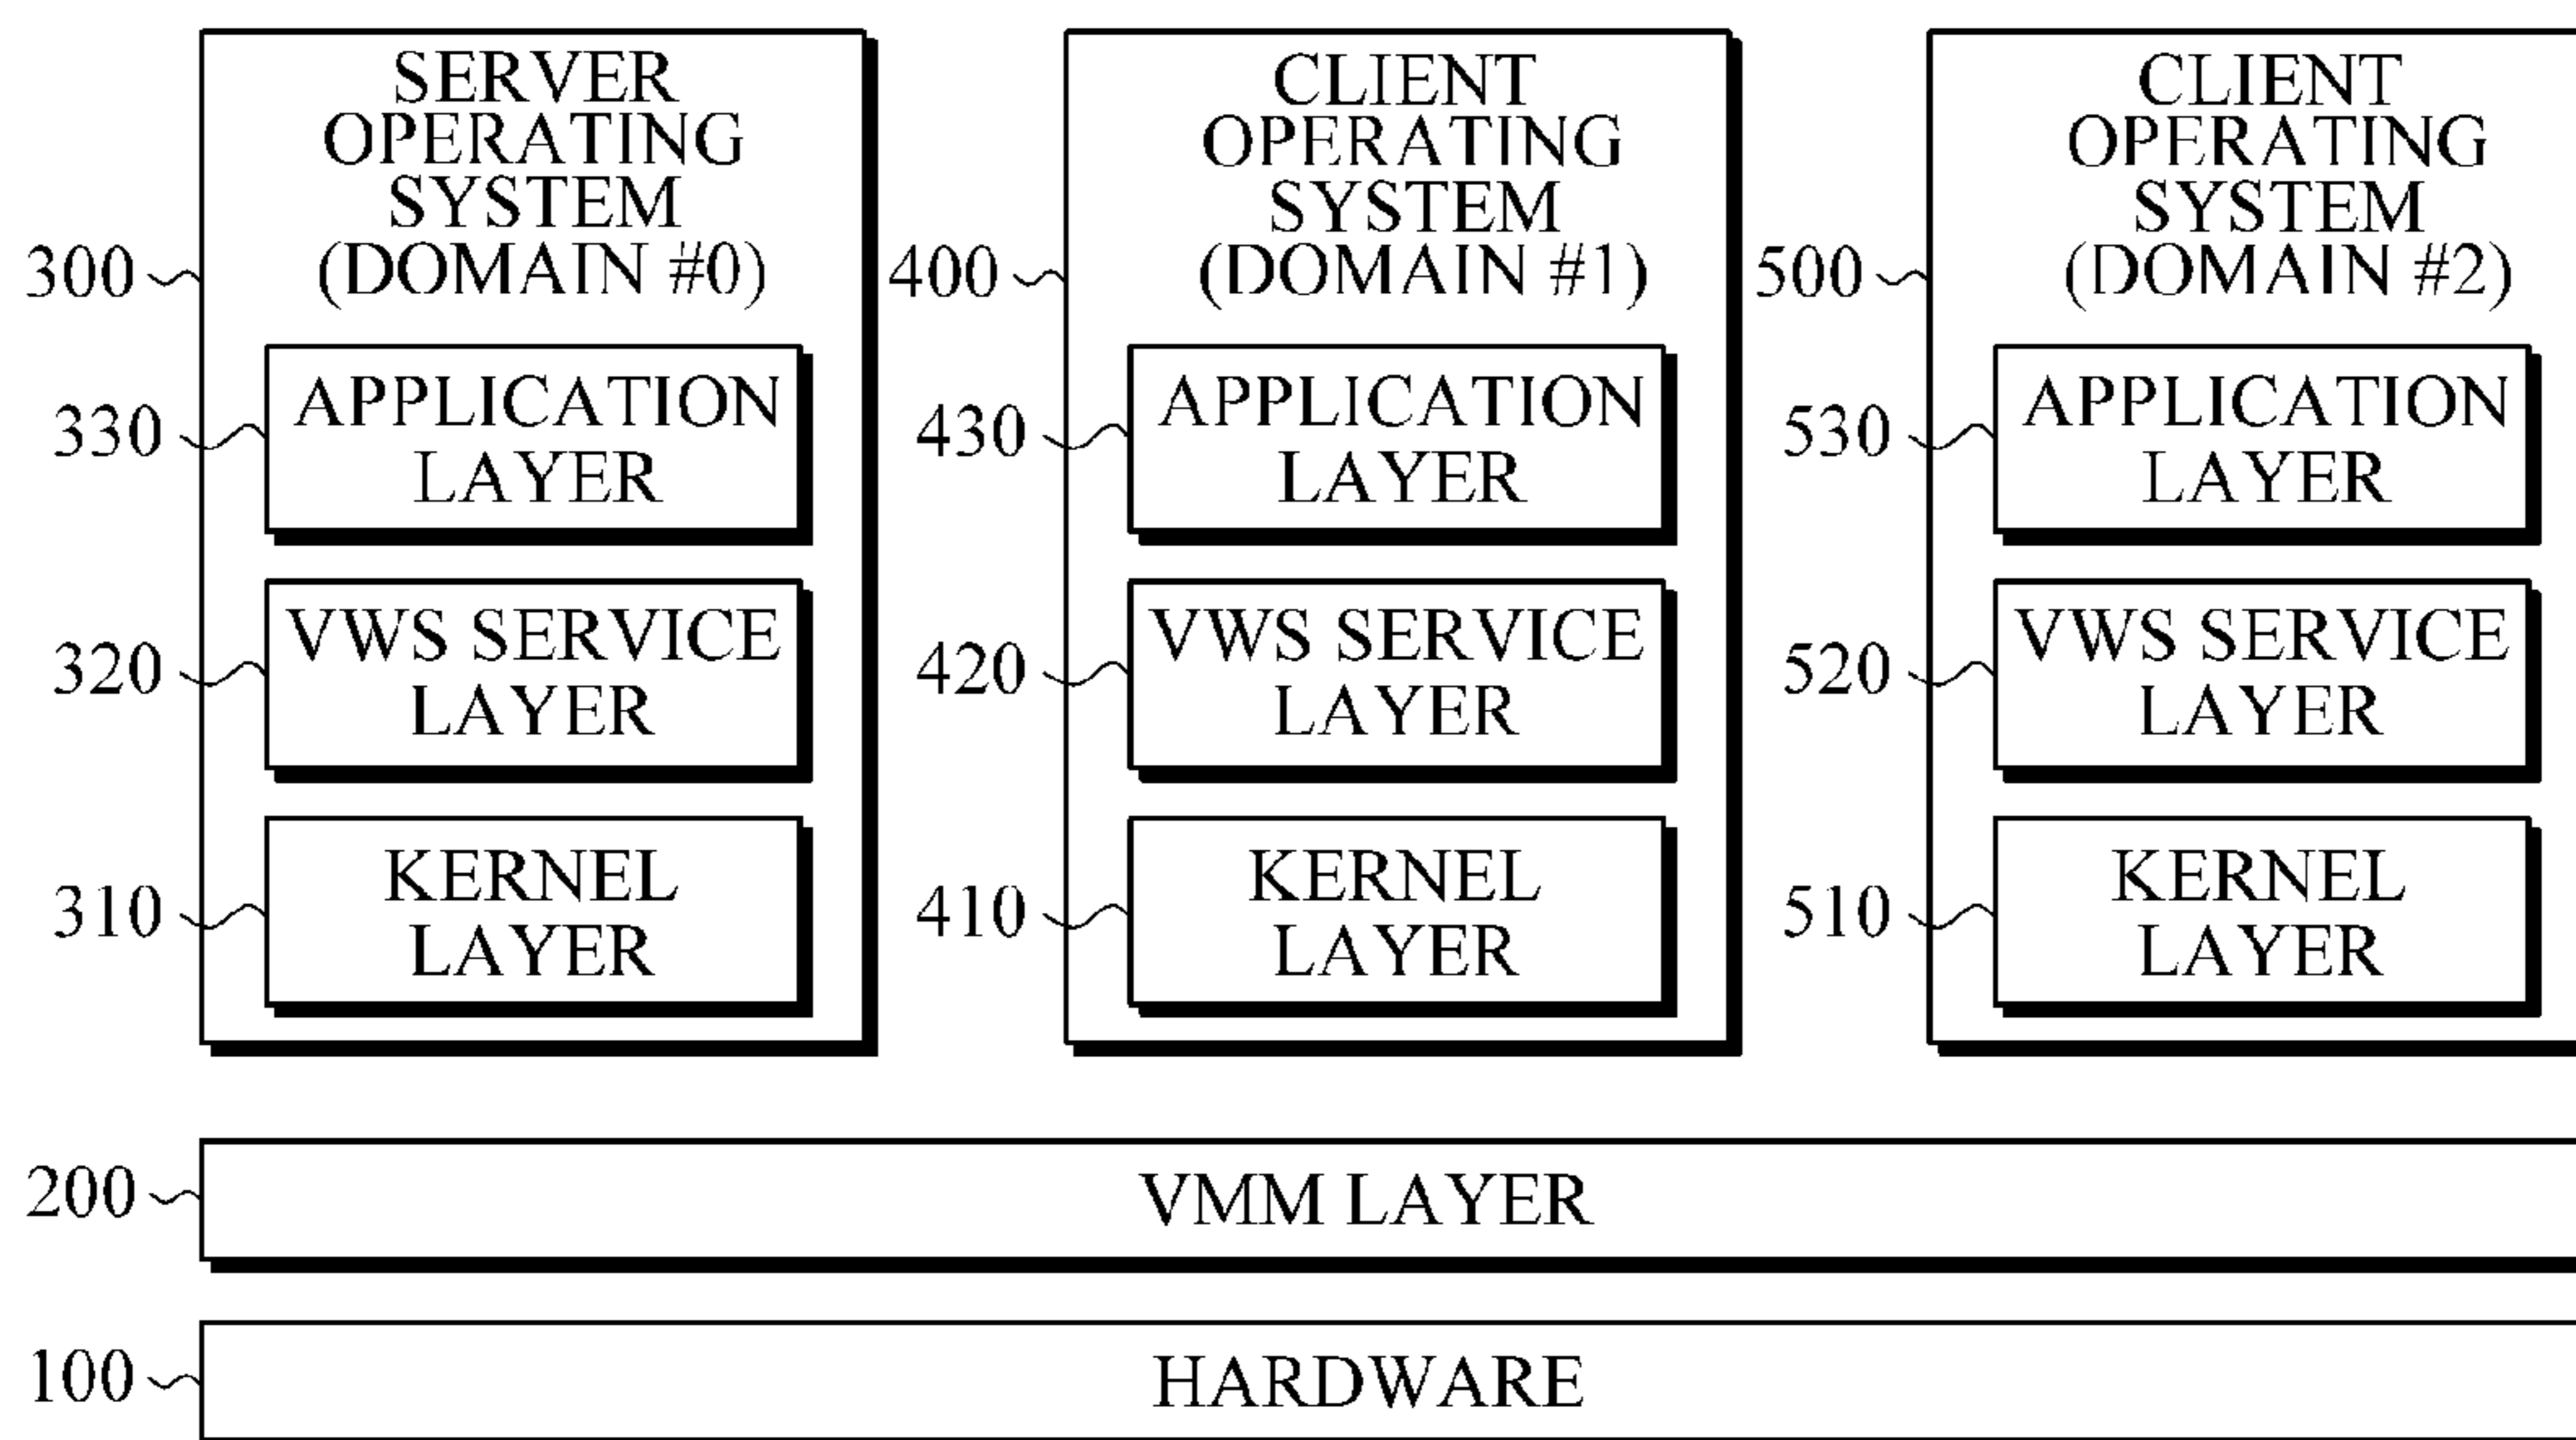 SERVER
OPERATING
SYSTEM
(DOMAIN #0)
300
APPLICATION
LAYER
330
VWS SERVICE
LAYER
320
KERNEL
LAYER
310
CLIENT
OPERATING
SYSTEM
(DOMAIN #1)
400
APPLICATION
LAYER
430
VWS SERVICE
LAYER
420
KERNEL
LAYER
410
CLIENT
OPERATING
SYSTEM
(DOMAIN #2)
500
APPLICATION
LAYER
530
VWS SERVICE
LAYER
520
KERNEL
LAYER
510
200
VMM LAYER
100
HARDWARE